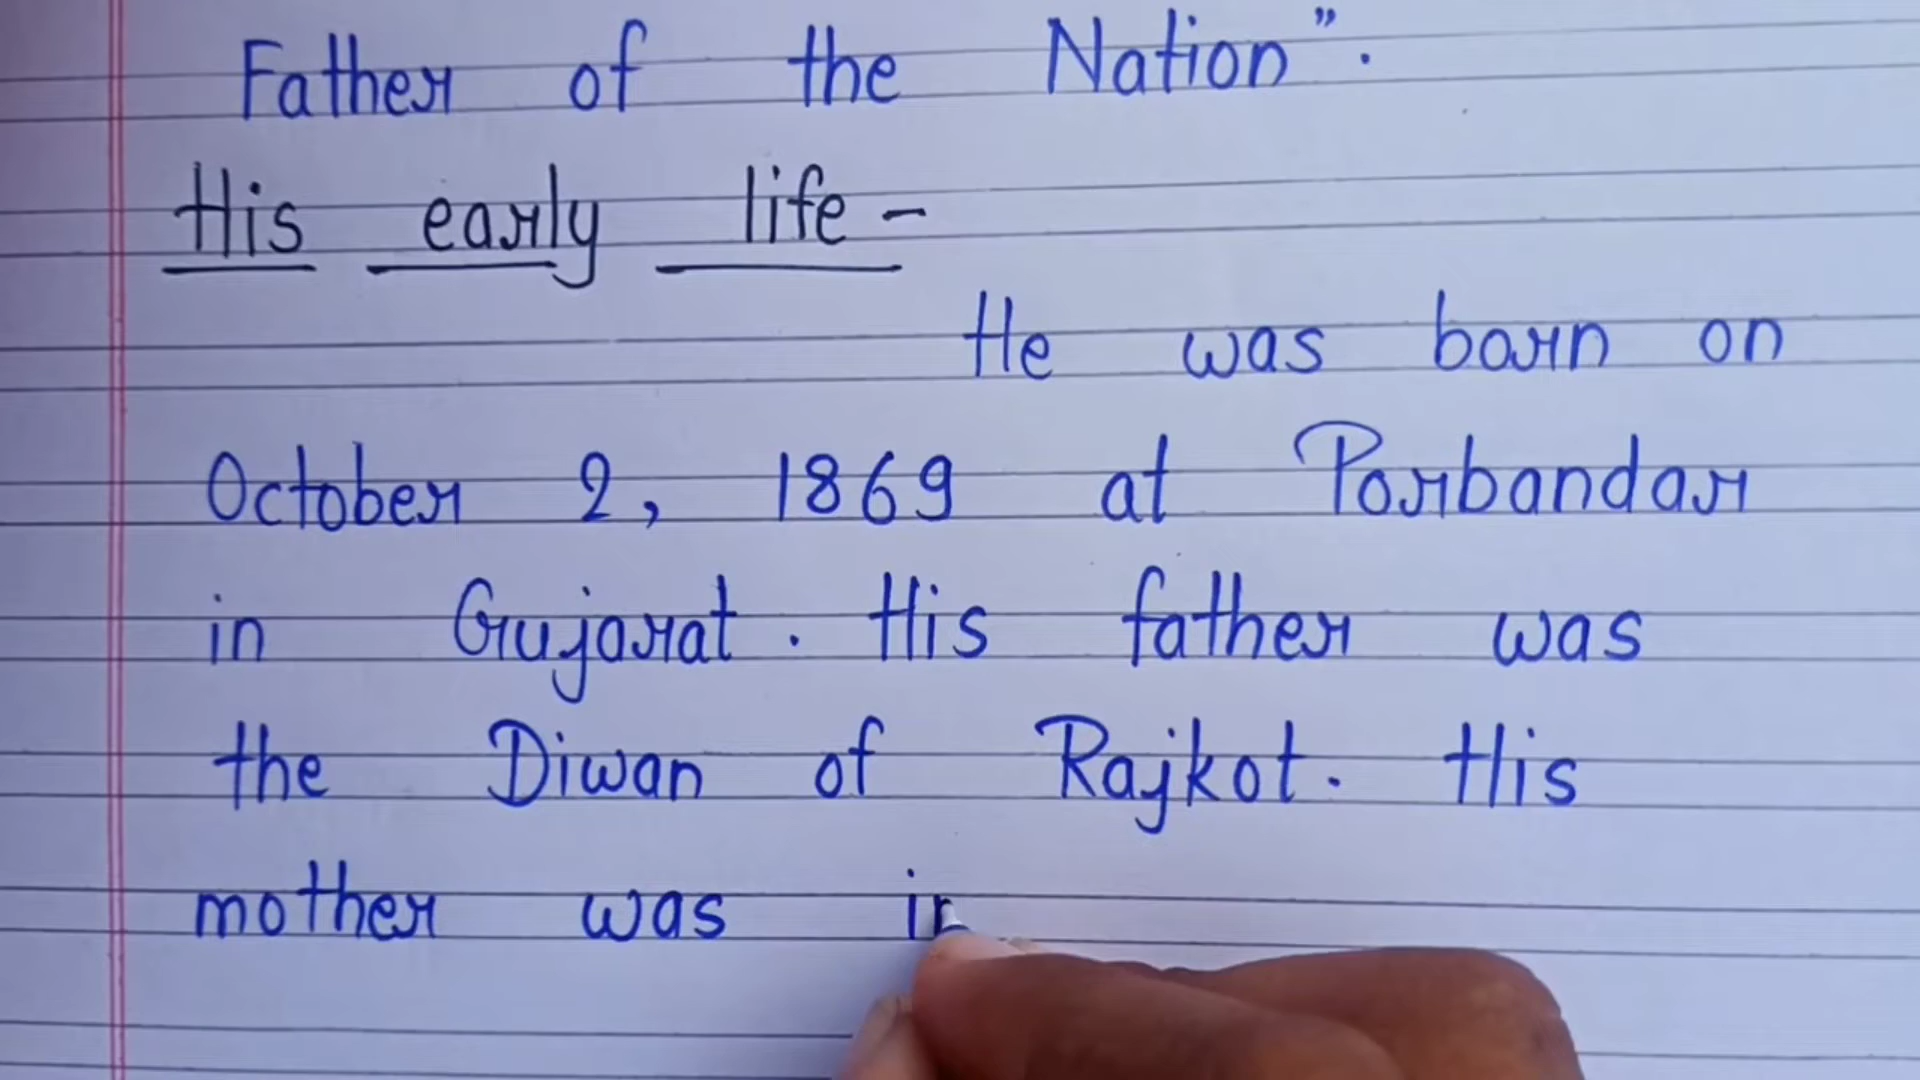 Father of the Nation”.
His early life -
He was born on
October 2, 1869 at Porbandar
in Gujarat. His father was
the Diwan of Rajkot. His
mother was